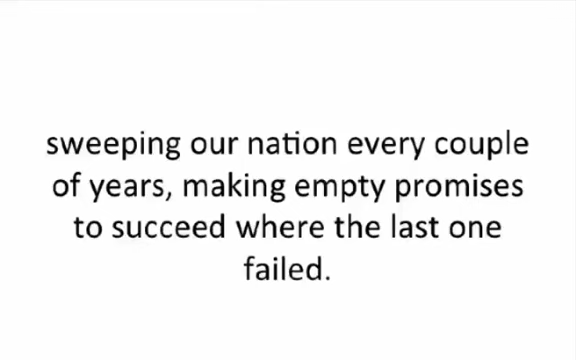 sweeping our nation every couple
of years, making empty promises
to succeed where the last one
failed.